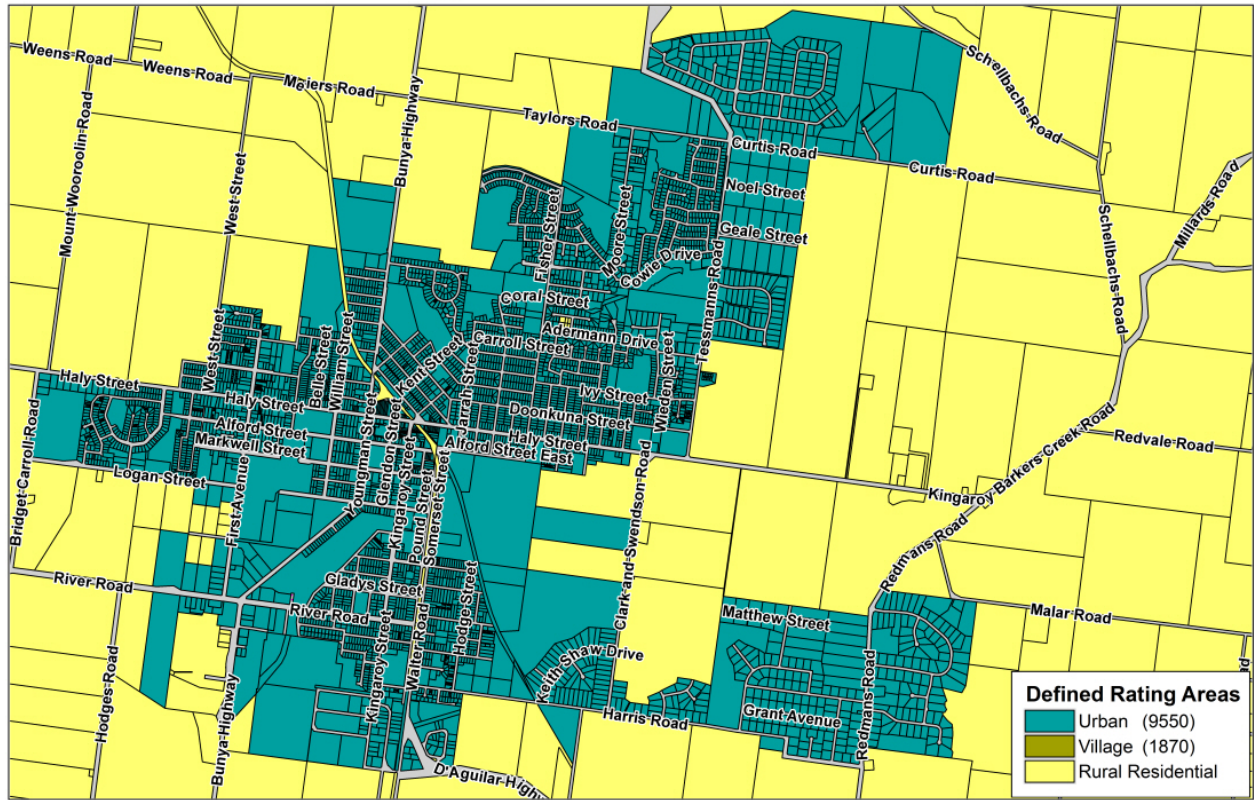 Weens Road
Weens Road
Meiers Road
Me
Bunya Highway
Taylors Road
Schellbachs Road
Curtis Road
Curtis Road
Mount Wooroolin Road
West Street
Noel Street
Millards Road
Schellbachs Road
Geale Street
Fisher Street
Moore Street
Cowle Drive
Tessmanns Road
Coral Street
Adermann Drive
Carroll Street
Kent Street
Jarrah Street
West Street
Belle Street
William Street
Ivy Street
Weden Street
Haly Street
Haly Street
Doonkuna Street
Alford Street
Haly Street
Markwell Street
Alford Street East
Redvale Road
Logan Street
Bridget Carroll Road
First Avenue
Youngman Street
Glendon Street
Kingaroy Street
Pound Street
Somerset Street
Clark and Swendson Road
Kingaroy Barkers Creek Road
Redmans Road
River Road
Gladys Street
River Road
Matthew Street
Malar Road
Hodge Street
Keith Shaw Drive
Kingaroy Street
Walter Road
Hodges Road
Bunya Highway
Harris Road
Grant Avenue
Redmans Road
D'Aguilar Highw
d
Defined Rating Areas
Urban (9550)
Village (1870)
Rural Residential